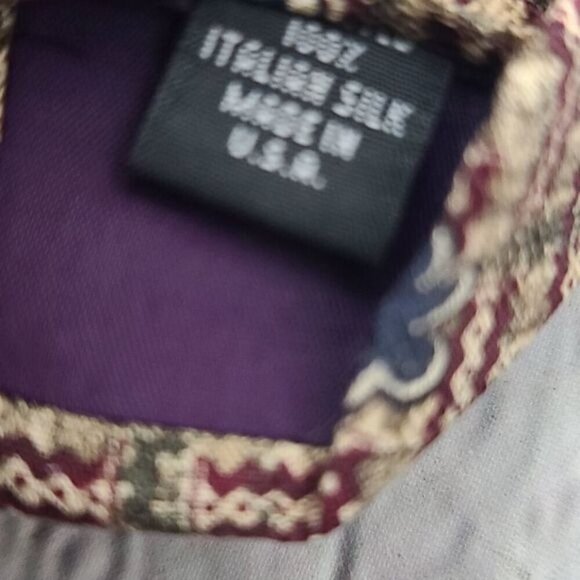 100%
ITALIAN SILK
MADE IN
U.S.A.